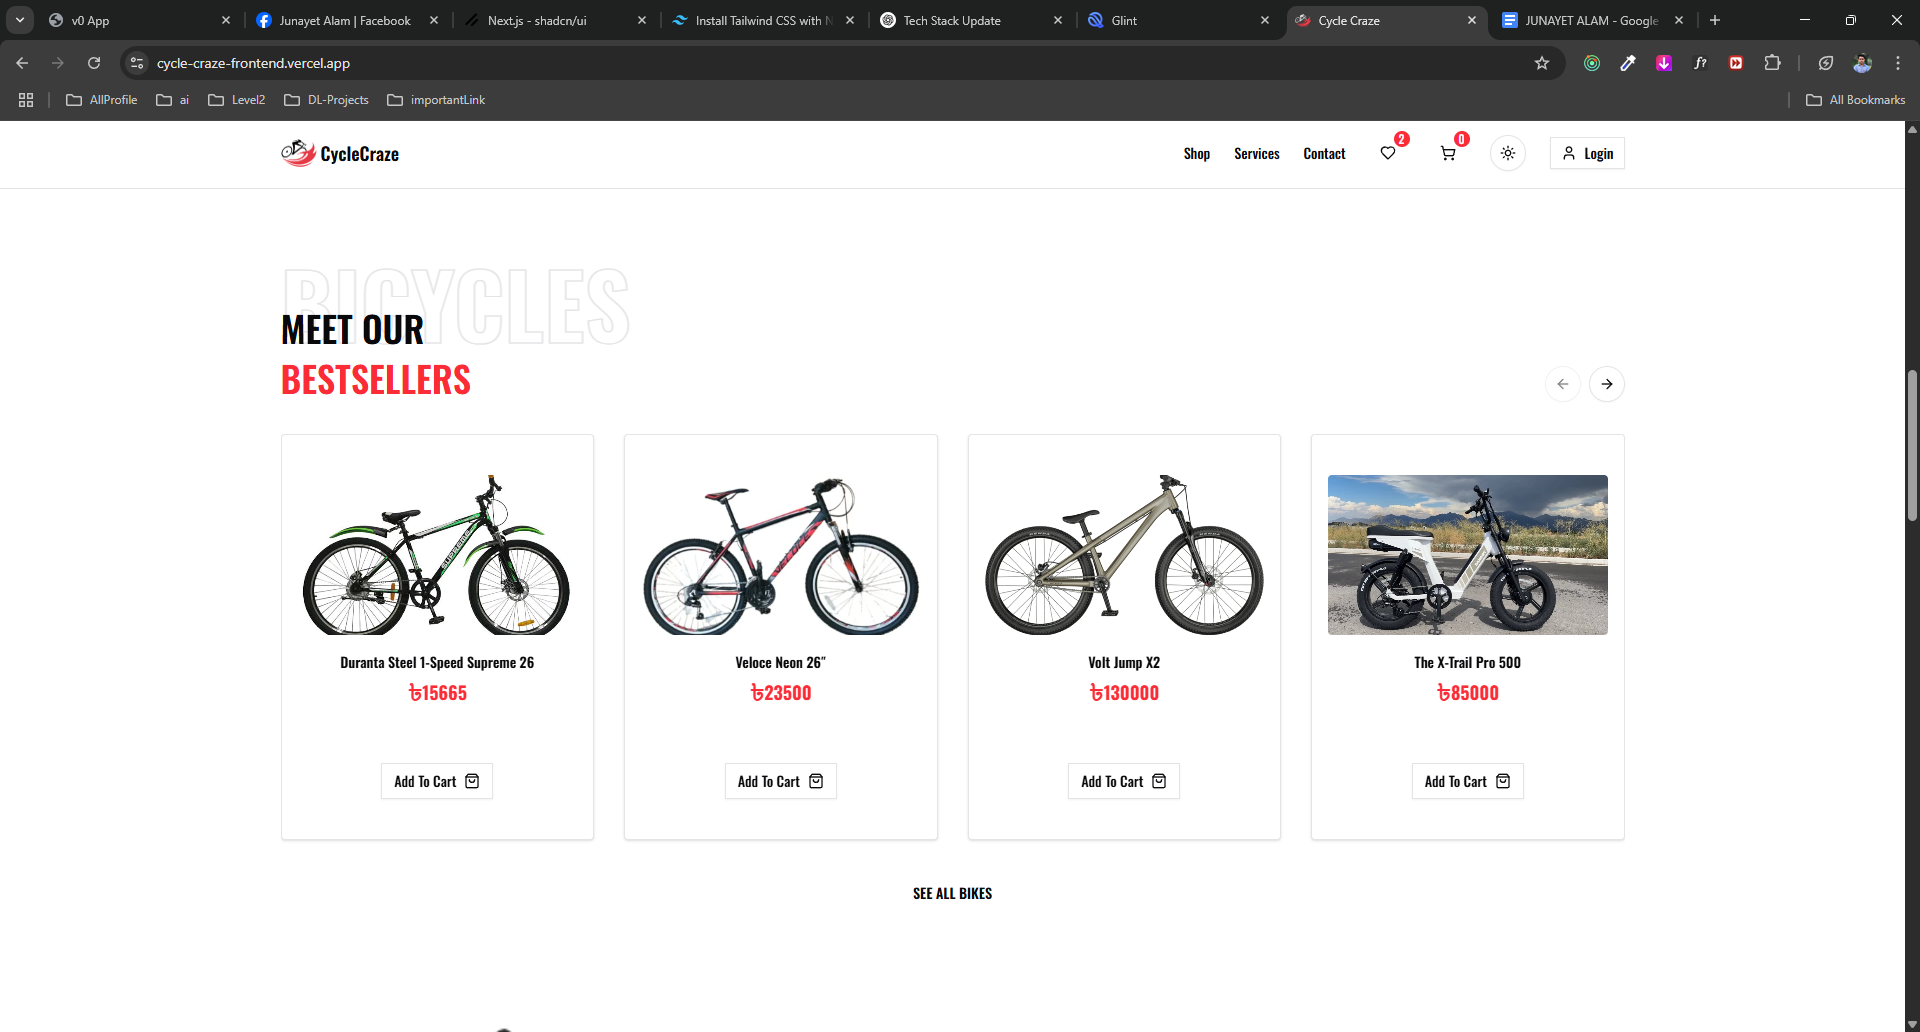 v0 App
Junayet Alam | Facebook
Next.js - shadcn/ui
Install Tailwind CSS with N
Tech Stack Update
Glint
Cycle Craze
JUNAYET ALAM - Google
cycle-craze-frontend.vercel.app
f?
AllProfile
ai
Level2
DL-Projects
importantLink
All Bookmarks
CycleCraze
Shop
Services
Contact
2
0
Login
BICYCLES
MEET OUR
BESTSELLERS
SUPREME
Duranta Steel 1-Speed Supreme 26
৳15665
Add To Cart
Veloce Neon 26″
৳23500
Add To Cart
Volt Jump X2
৳130000
Add To Cart
The X-Trail Pro 500
৳85000
Add To Cart
SEE ALL BIKES